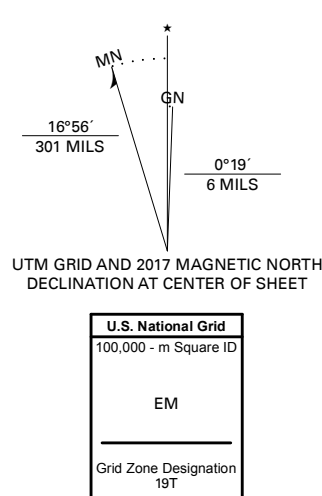 ★
MN
GN
16°56´
301 MILS
0°19´
6 MILS
UTM GRID AND 2017 MAGNETIC NORTH
DECLINATION AT CENTER OF SHEET
U.S. National Grid
100,000 - m Square ID
EM
Grid Zone Designation
19T